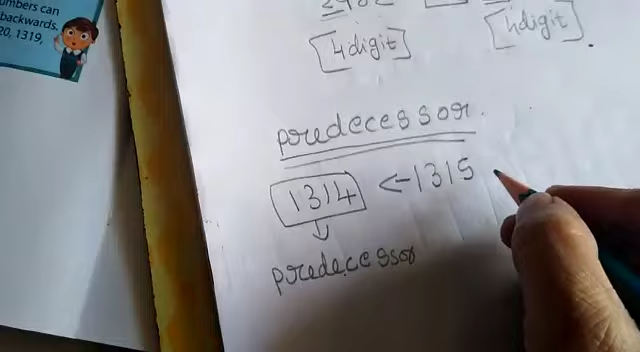 umbers can
backwards.
20, 1319,
[4digit]
[4digit]
predecessor.
1314 ← 1315
predecessor